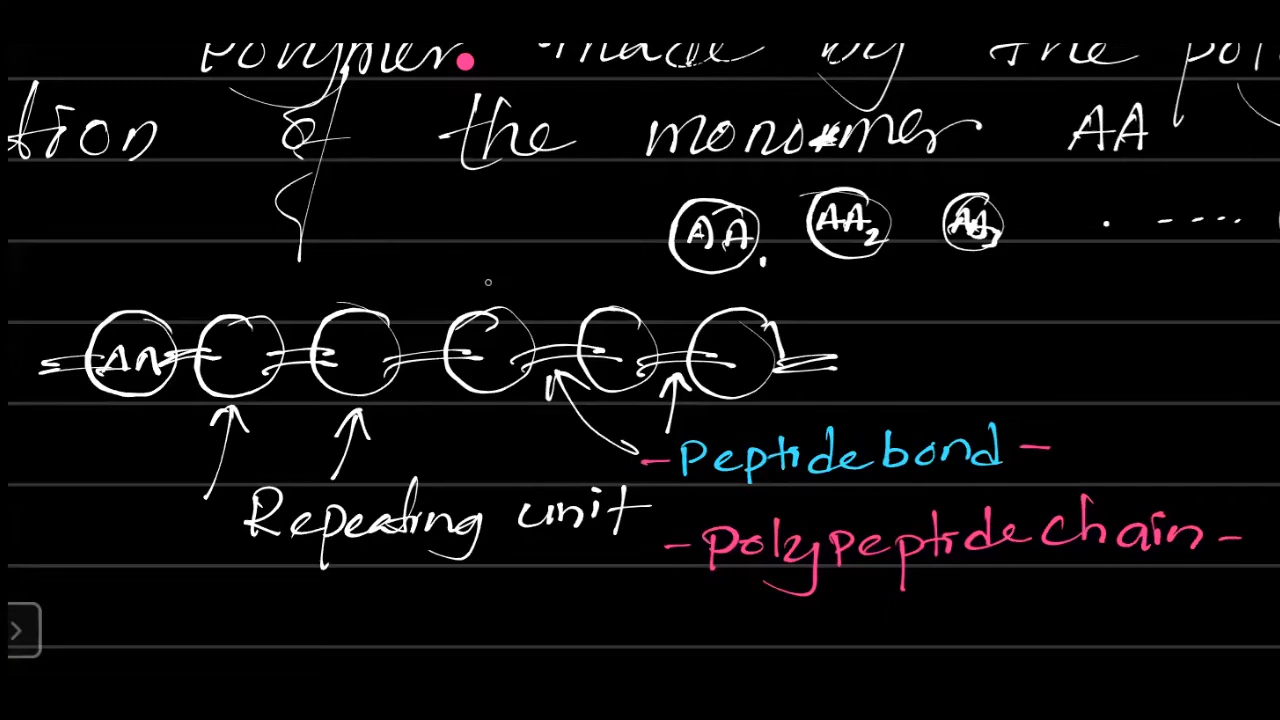 polymer. made by the pol
tion of the monomer AA
AA AA2 AA3 . - ----
AA
- Peptide bond -
Repeating unit
- Polypeptide chain -